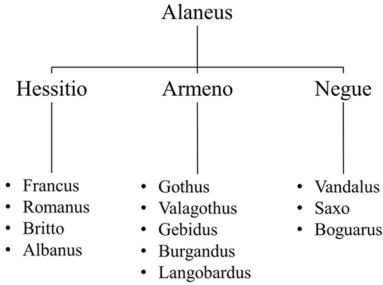 Alaneus
Hessitio
Armeno
Negue
• Francus
• Romanus
• Britto
• Albanus
• Gothus
• Valagothus
• Gebidus
• Burgandus
• Langobardus
• Vandalus
• Saxo
• Boguarus